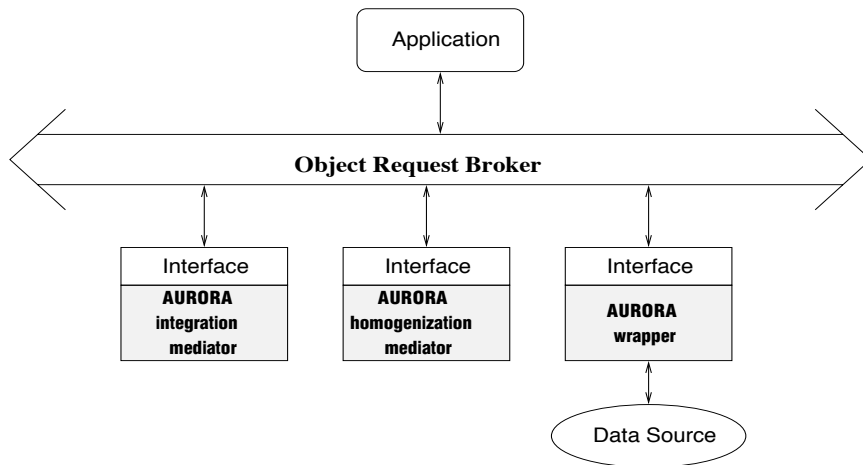 Application
Object Request Broker
Interface
AURORA
integration
mediator
Interface
AURORA
homogenization
mediator
Interface
AURORA
wrapper
Data Source